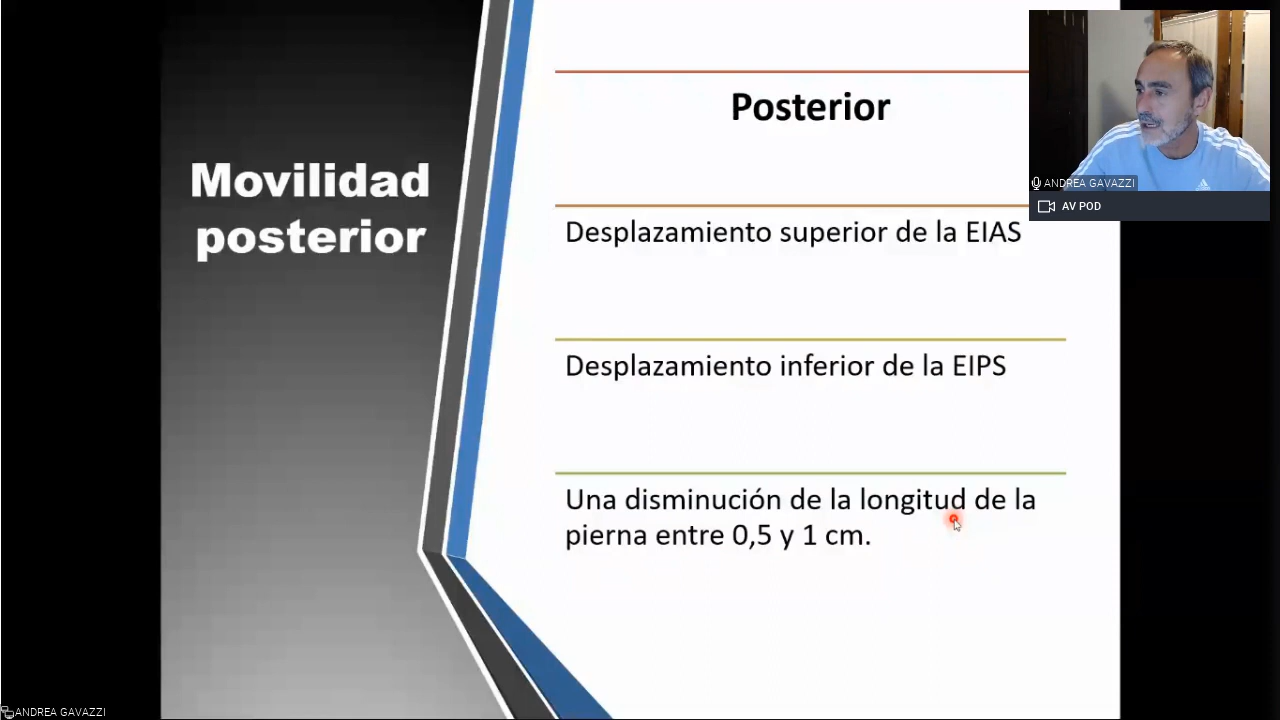 Movilidad
posterior
Posterior
Desplazamiento superior de la EIAS
Desplazamiento inferior de la EIPS
Una disminución de la longitud de la
pierna entre 0,5 y 1 cm.
ANDREA GAVAZZI
AV POD
ANDREA GAVAZZI